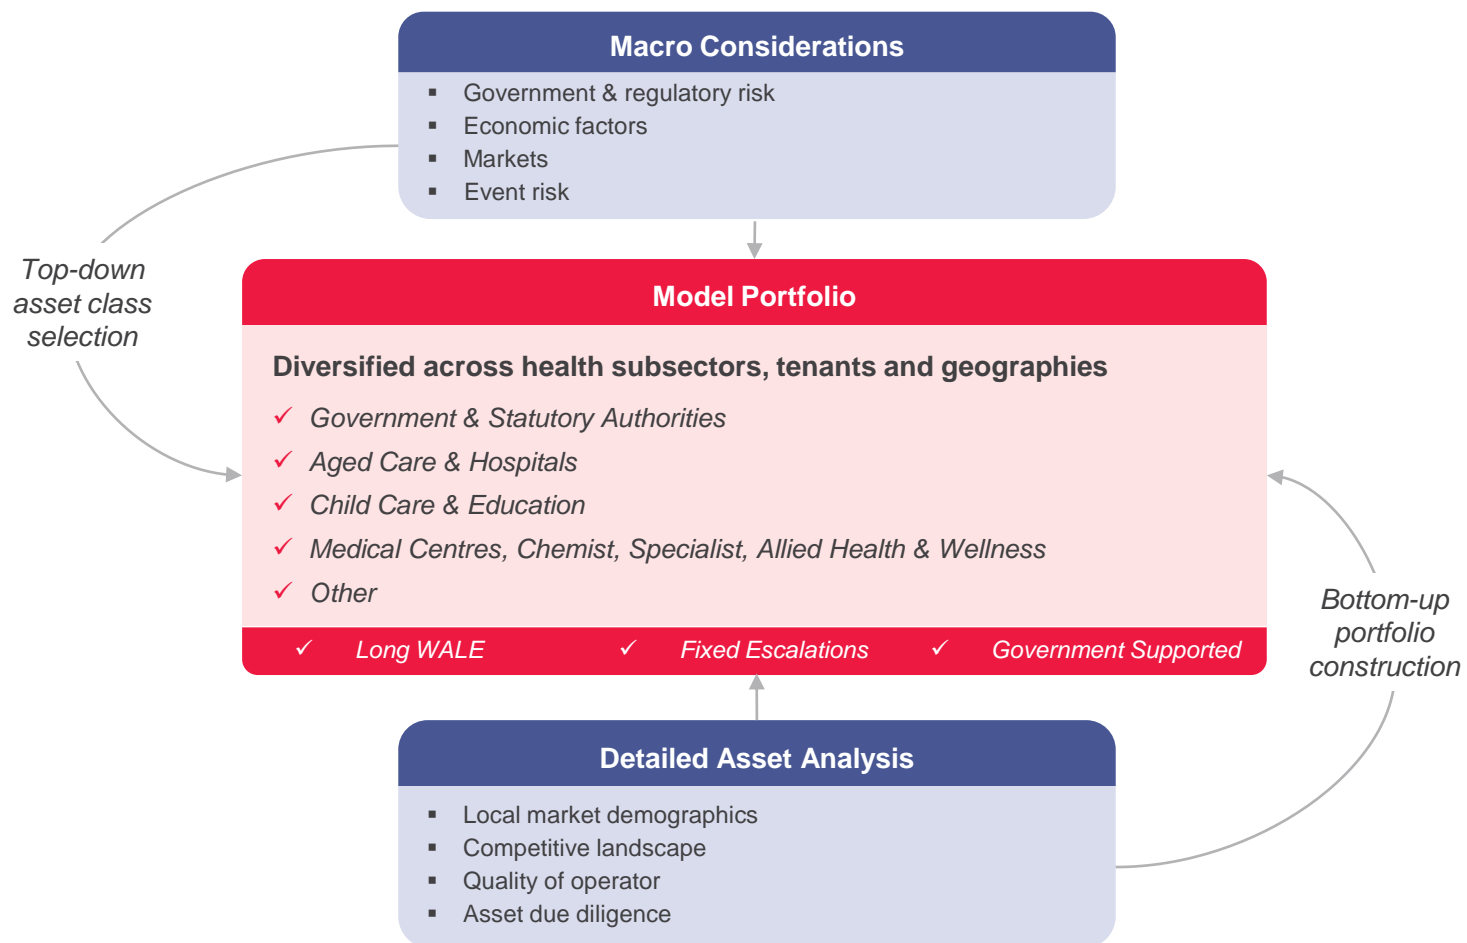 Macro Considerations
▪ Government & regulatory risk
▪ Economic factors
▪ Markets
▪ Event risk
Top-down
asset class
selection
Model Portfolio
Diversified across health subsectors, tenants and geographies
✓ Government & Statutory Authorities
✓ Aged Care & Hospitals
✓ Child Care & Education
✓ Medical Centres, Chemist, Specialist, Allied Health & Wellness
✓ Other
✓ Long WALE ✓ Fixed Escalations ✓ Government Supported
Bottom-up
portfolio
construction
Detailed Asset Analysis
▪ Local market demographics
▪ Competitive landscape
▪ Quality of operator
▪ Asset due diligence